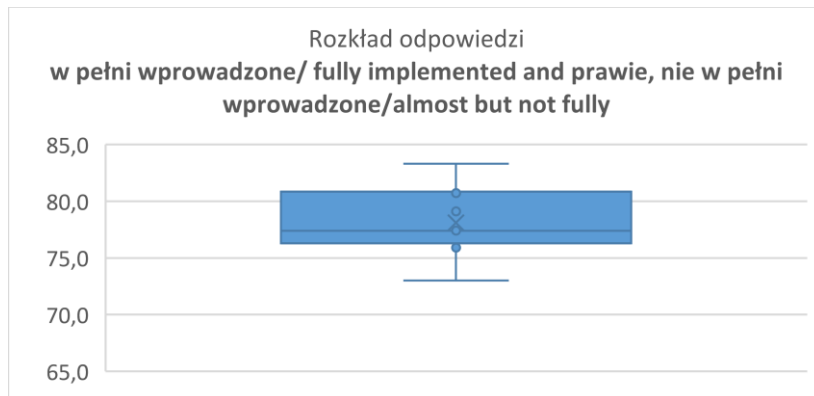 Rozkład odpowiedzi
w pełni wprowadzone/ fully implemented and prawie, nie w pełni
wprowadzone/almost but not fully
85,0
80,0
75,0
70,0
65,0